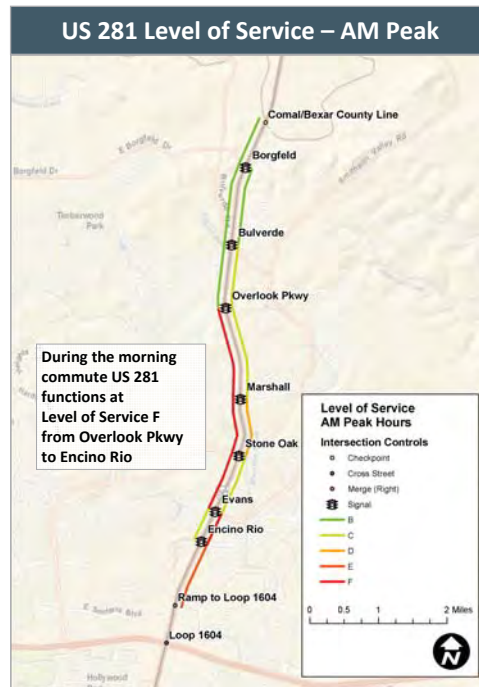 US 281 Level of Service – AM Peak
Comal/Bexar County Line
E Borgfeld Dr
Borgfeld Dr
Borgfeld
Timberwood
Park
Bulverde
Overlook Pkwy
During the morning
commute US 281
functions at
Level of Service F
from Overlook Pkwy
to Encino Rio
Marshall
Stone Oak
Evans
Encino Rio
Ramp to Loop 1604
Loop 1604
Hollywood
Level of Service
AM Peak Hours
Intersection Controls
Checkpoint
Cross Street
Merge (Right)
Signal
B
C
D
E
F
0 0.5 1 2 Miles
N